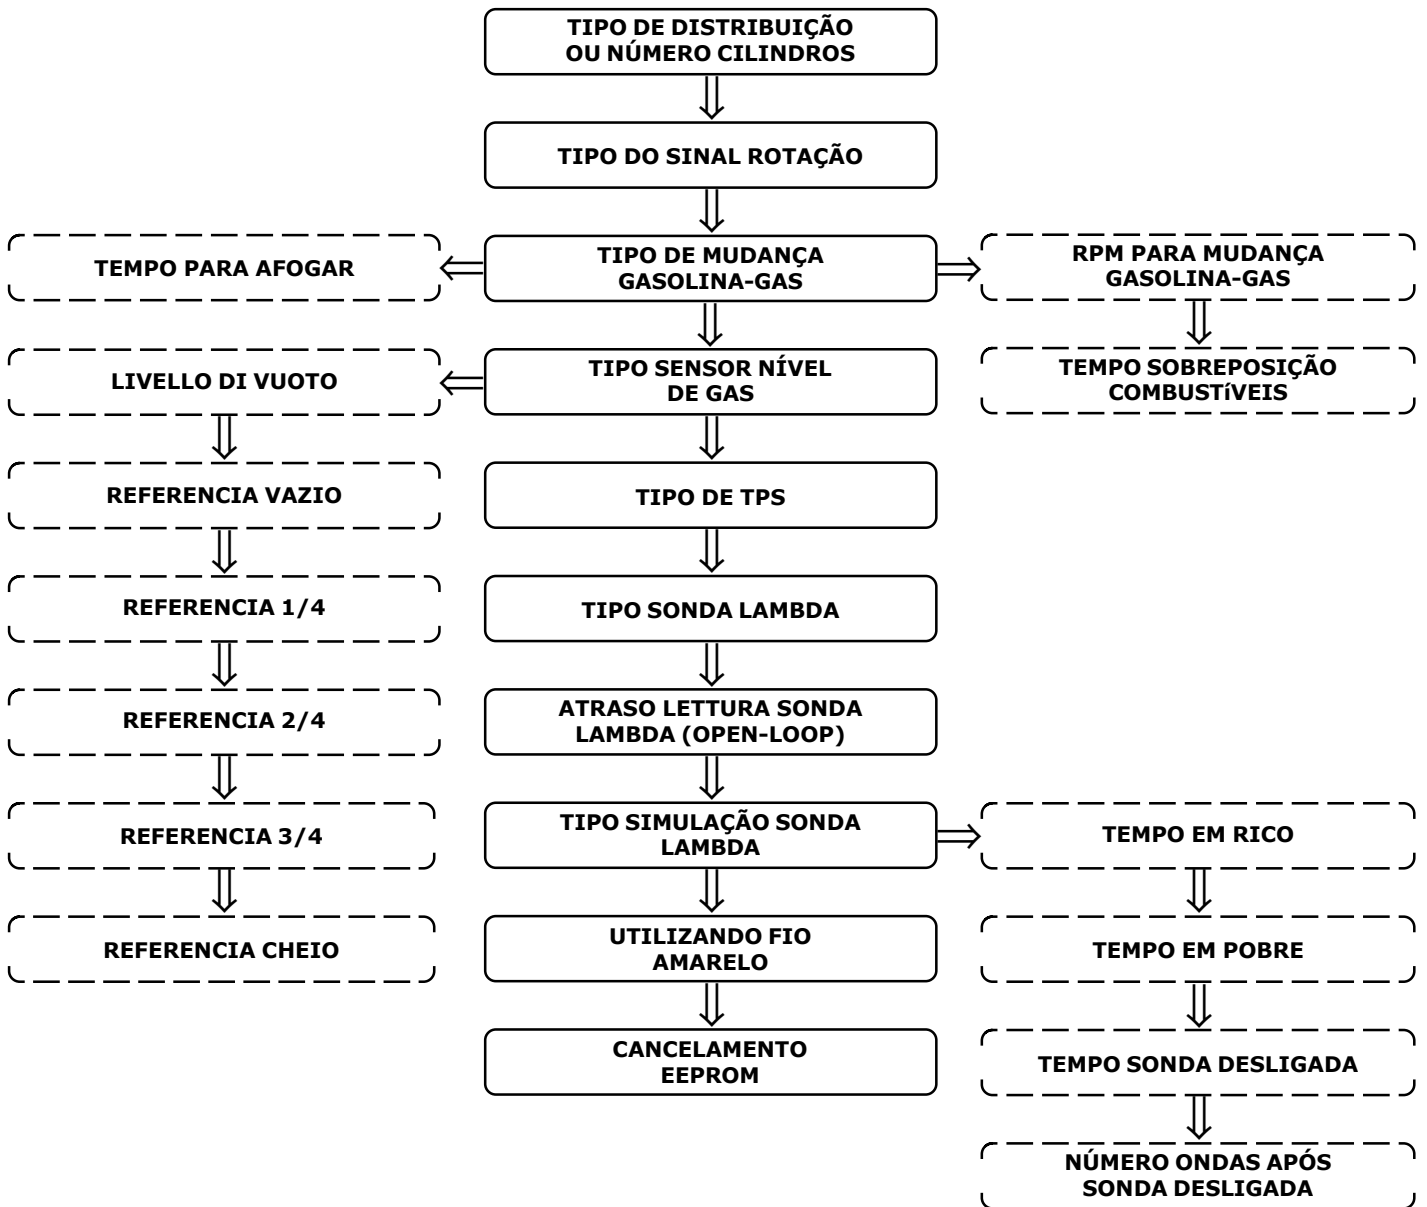 TIPO DE DISTRIBUIÇÃO
OU NÚMERO CILINDROS
TIPO DO SINAL ROTAÇÃO
TEMPO PARA AFOGAR
TIPO DE MUDANÇA
GASOLINA-GAS
RPM PARA MUDANÇA
GASOLINA-GAS
LIVELLO DI VUOTO
TIPO SENSOR NÍVEL
DE GAS
TEMPO SOBREPOSIÇÃO
COMBUSTíVEIS
REFERENCIA VAZIO
TIPO DE TPS
REFERENCIA 1/4
TIPO SONDA LAMBDA
REFERENCIA 2/4
ATRASO LETTURA SONDA
LAMBDA (OPEN-LOOP)
REFERENCIA 3/4
TIPO SIMULAÇÃO SONDA
LAMBDA
TEMPO EM RICO
REFERENCIA CHEIO
UTILIZANDO FIO
AMARELO
TEMPO EM POBRE
CANCELAMENTO
EEPROM
TEMPO SONDA DESLIGADA
NÚMERO ONDAS APÓS
SONDA DESLIGADA